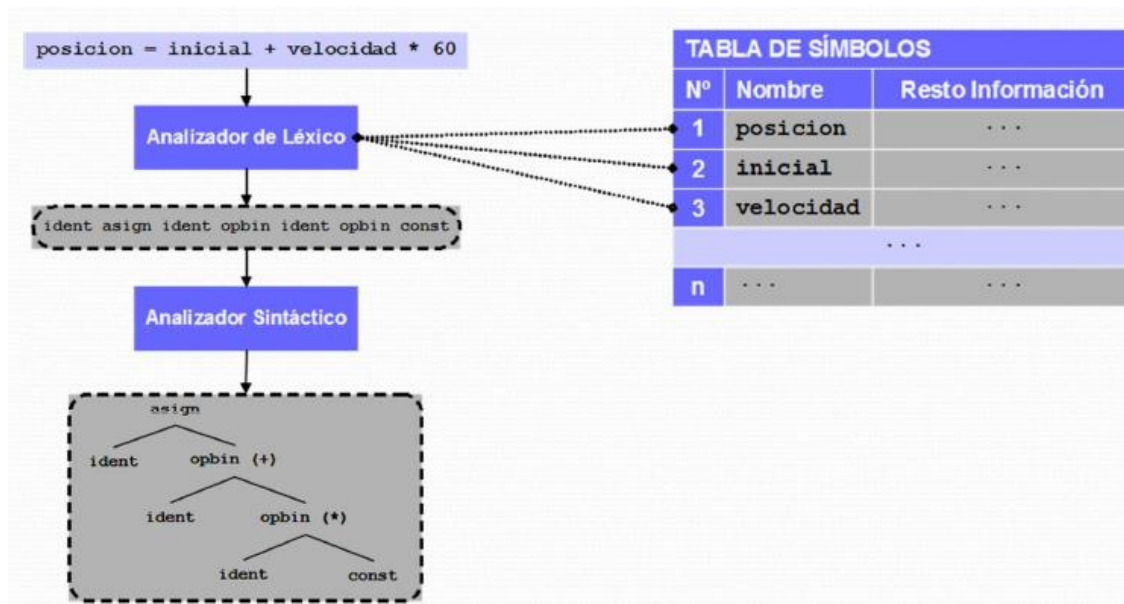 posicion = inicial + velocidad * 60
Analizador de Léxico
ident asign ident opbin ident opbin const
Analizador Sintáctico
asign
ident opbin (+)
ident opbin (*)
ident const
TABLA DE SÍMBOLOS
Nº Nombre Resto Información
1 posicion ...
2 inicial ...
3 velocidad ...
...
n ... ...